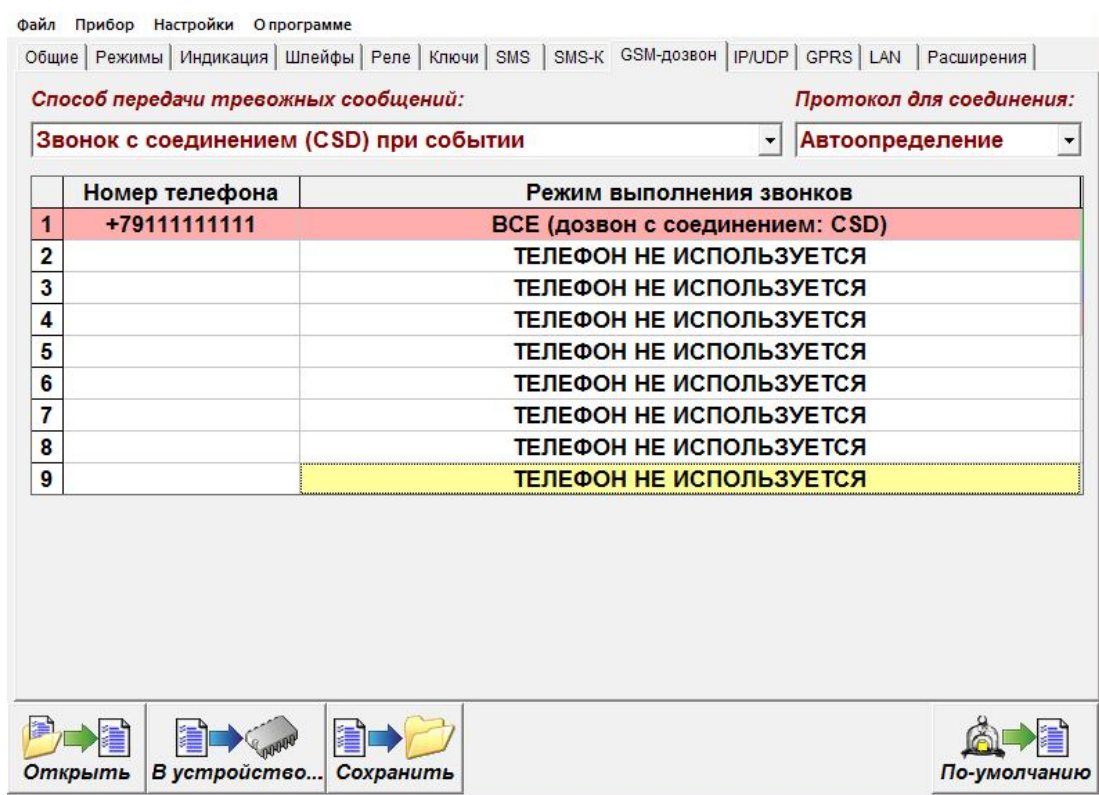 Файл Прибор Настройки О программе
Общие Режимы Индикация Шлейфы Реле Ключи SMS SMS-К GSM-дозвон IP/UDP GPRS LAN Расширения
Способ передачи тревожных сообщений: Протокол для соединения:
Звонок с соединением (CSD) при событии Автоопределение
Номер телефона Режим выполнения звонков
1 +79111111111 ВСЕ (дозвон с соединением: CSD)
2 ТЕЛЕФОН НЕ ИСПОЛЬЗУЕТСЯ
3 ТЕЛЕФОН НЕ ИСПОЛЬЗУЕТСЯ
4 ТЕЛЕФОН НЕ ИСПОЛЬЗУЕТСЯ
5 ТЕЛЕФОН НЕ ИСПОЛЬЗУЕТСЯ
6 ТЕЛЕФОН НЕ ИСПОЛЬЗУЕТСЯ
7 ТЕЛЕФОН НЕ ИСПОЛЬЗУЕТСЯ
8 ТЕЛЕФОН НЕ ИСПОЛЬЗУЕТСЯ
9 ТЕЛЕФОН НЕ ИСПОЛЬЗУЕТСЯ
Открыть В устройство... Сохранить По-умолчанию